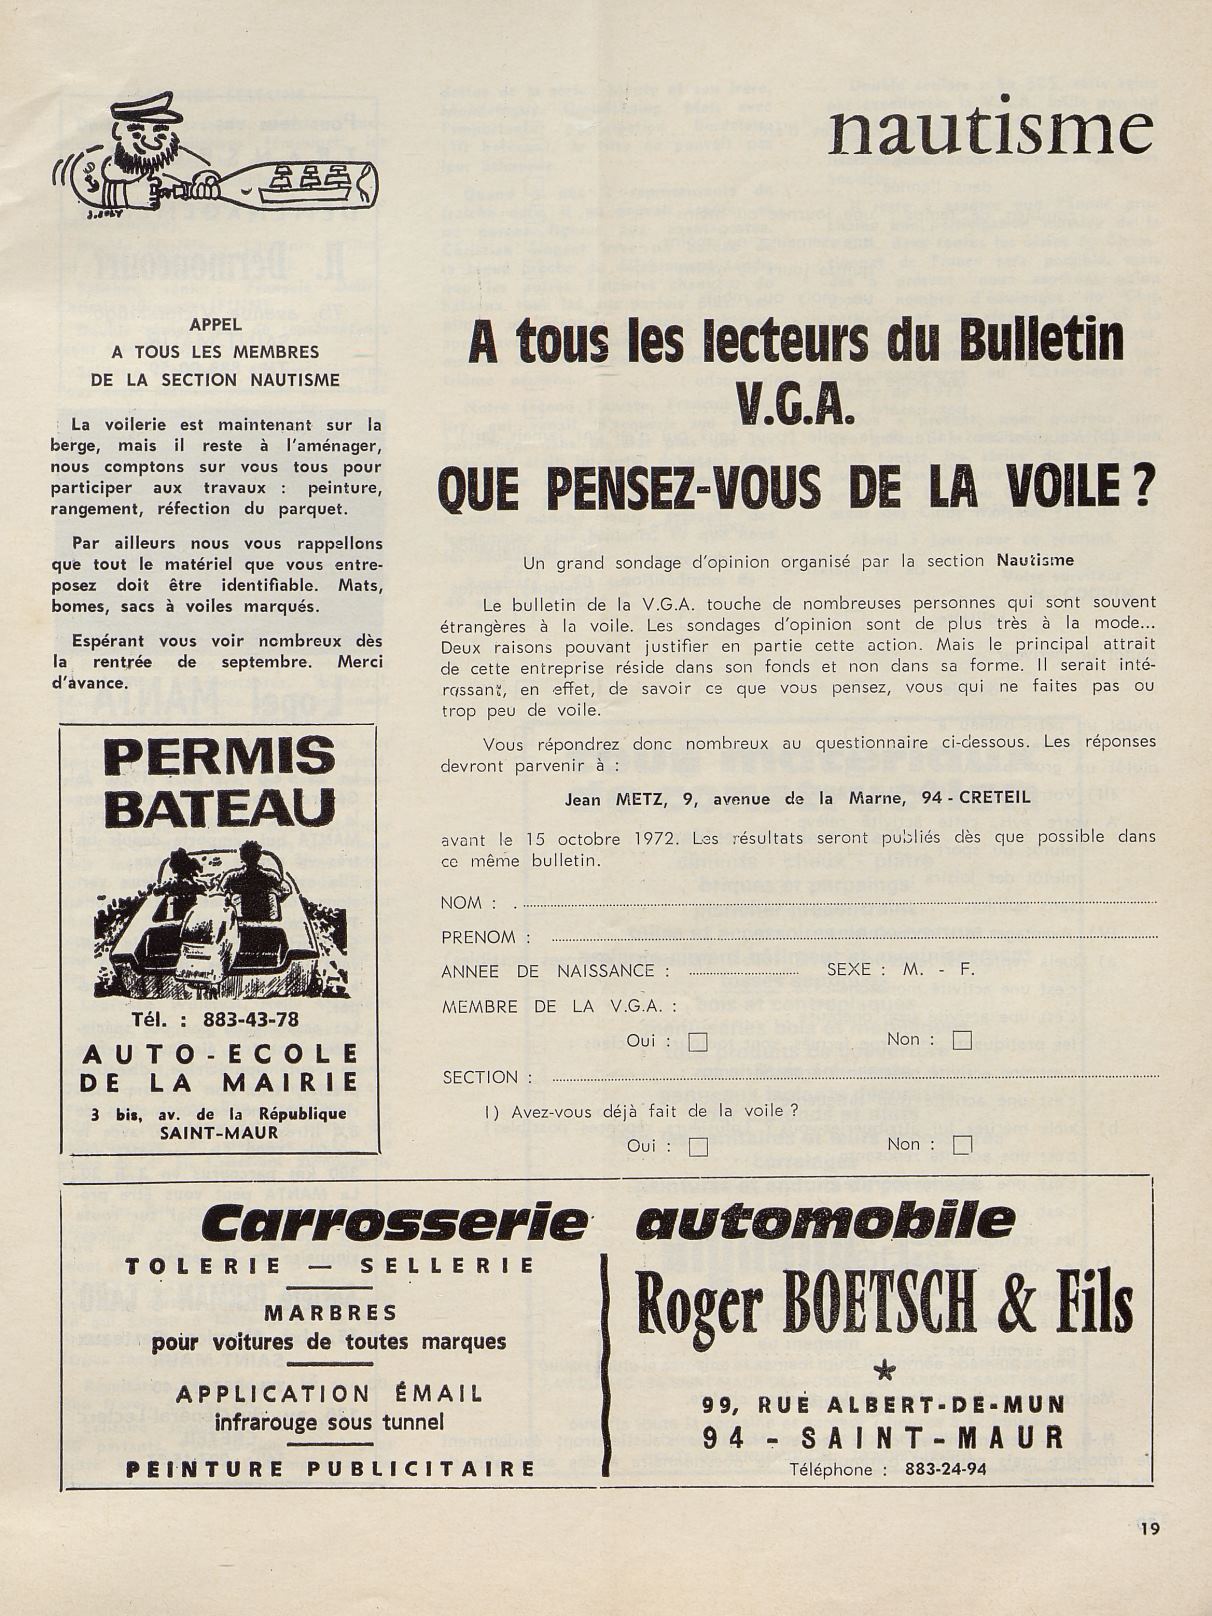 nautisme
J. JOLY
APPEL
A TOUS LES MEMBRES
DE LA SECTION NAUTISME
La voilerie est maintenant sur la
berge, mais il reste à l'aménager,
nous comptons sur vous tous pour
participer aux travaux : peinture,
rangement, réfection du parquet.
Par ailleurs nous vous rappellons
que tout le matériel que vous entre-
posez doit être identifiable. Mats,
bomes, sacs à voiles marqués.
Espérant vous voir nombreux dès
la rentrée de septembre. Merci
d'avance.
PERMIS
BATEAU
Tél. : 883-43-78
AUTO-ECOLE
DE LA MAIRIE
3 bis, av. de la République
SAINT-MAUR
A tous les lecteurs du Bulletin
V.G.A.
QUE PENSEZ-VOUS DE LA VOILE ?
Un grand sondage d'opinion organisé par la section Nautisme
Le bulletin de la V.G.A. touche de nombreuses personnes qui sont souvent
étrangères à la voile. Les sondages d'opinion sont de plus très à la mode...
Deux raisons pouvant justifier en partie cette action. Mais le principal attrait
de cette entreprise réside dans son fonds et non dans sa forme. Il serait inté-
ressant, en effet, de savoir ce que vous pensez, vous qui ne faites pas ou
trop peu de voile.
Vous répondrez donc nombreux au questionnaire ci-dessous. Les réponses
devront parvenir à :
Jean METZ, 9, avenue de la Marne, 94 - CRETEIL
avant le 15 octobre 1972. Les résultats seront publiés dès que possible dans
ce même bulletin.
NOM :
PRENOM :
ANNEE DE NAISSANCE : SEXE : M. - F.
MEMBRE DE LA V.G.A. :
Oui : Non :
SECTION :
1) Avez-vous déjà fait de la voile ?
Oui : Non :
Carrosserie automobile
TOLERIE — SELLERIE
MARBRES
pour voitures de toutes marques
APPLICATION ÉMAIL
infrarouge sous tunnel
PEINTURE PUBLICITAIRE
Roger BOETSCH & Fils
99, RUE ALBERT-DE-MUN
94 - SAINT-MAUR
Téléphone : 883-24-94
19